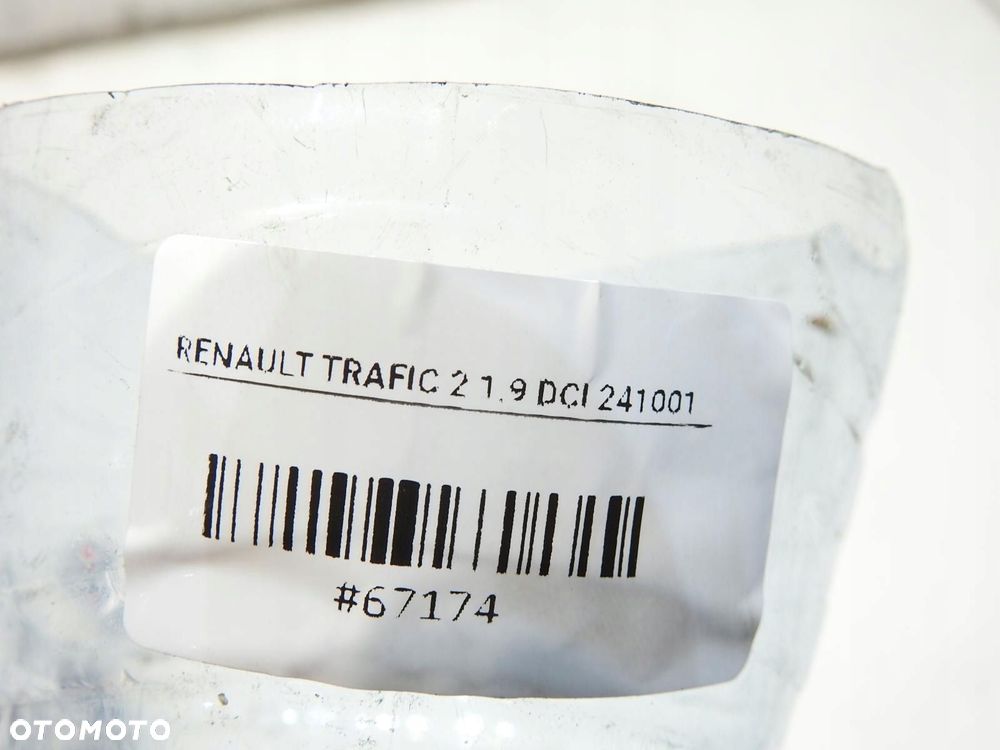 RENAULT TRAFIC 2 1.9 DCI 241001
#67174
OTOMOTO